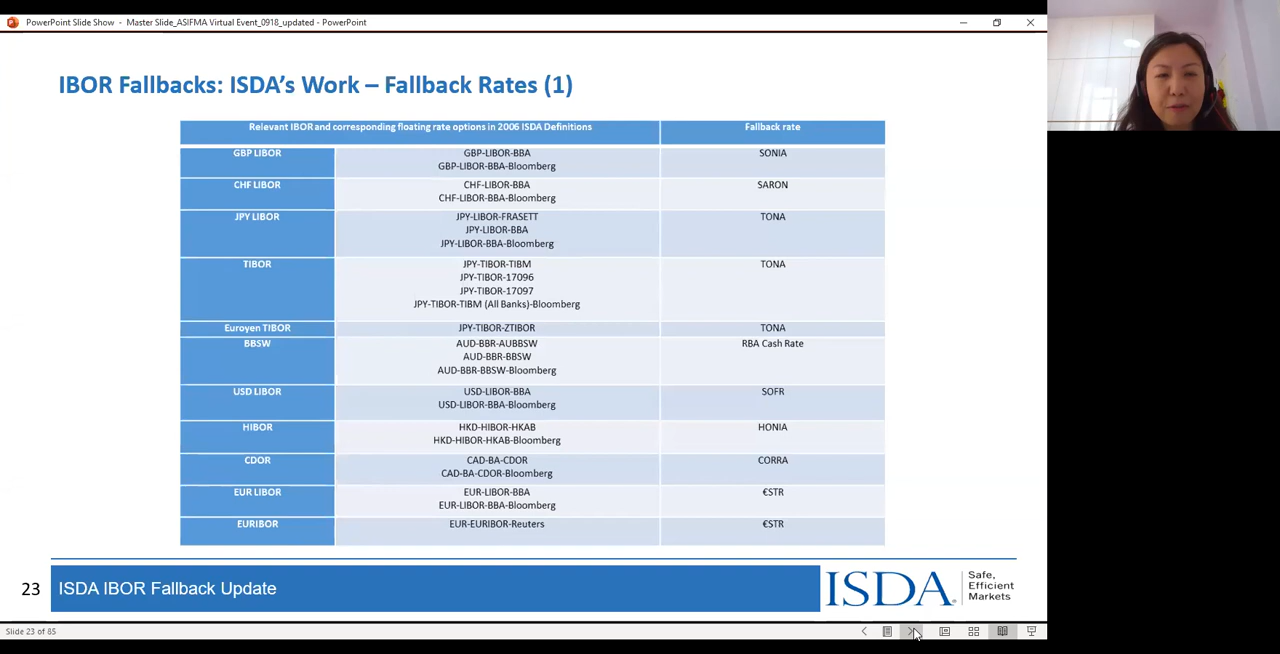 PowerPoint Slide Show - Master Slide_ASIFMA Virtual Event_0918_updated - PowerPoint
IBOR Fallbacks: ISDA's Work – Fallback Rates (1)
Relevant IBOR and corresponding floating rate options in 2006 ISDA Definitions
Fallback rate
GBP LIBOR
GBP-LIBOR-BBA
GBP-LIBOR-BBA-Bloomberg
SONIA
CHF LIBOR
CHF-LIBOR-BBA
CHF-LIBOR-BBA-Bloomberg
SARON
JPY LIBOR
JPY-LIBOR-FRASETT
JPY-LIBOR-BBA
JPY-LIBOR-BBA-Bloomberg
TONA
TIBOR
JPY-TIBOR-TIBM
JPY-TIBOR-17096
JPY-TIBOR-17097
JPY-TIBOR-TIBM (All Banks)-Bloomberg
TONA
Euroyen TIBOR
JPY-TIBOR-ZTIBOR
TONA
BBSW
AUD-BBR-AUBBSW
AUD-BBR-BBSW
AUD-BBR-BBSW-Bloomberg
RBA Cash Rate
USD LIBOR
USD-LIBOR-BBA
USD-LIBOR-BBA-Bloomberg
SOFR
HIBOR
HKD-HIBOR-HKAB
HKD-HIBOR-HKAB-Bloomberg
HONIA
CDOR
CAD-BA-CDOR
CAD-BA-CDOR-Bloomberg
CORRA
EUR LIBOR
EUR-LIBOR-BBA
EUR-LIBOR-BBA-Bloomberg
€STR
EURIBOR
EUR-EURIBOR-Reuters
€STR
23
ISDA IBOR Fallback Update
ISDA
Safe,
Efficient
Markets
Slide 23 of 85